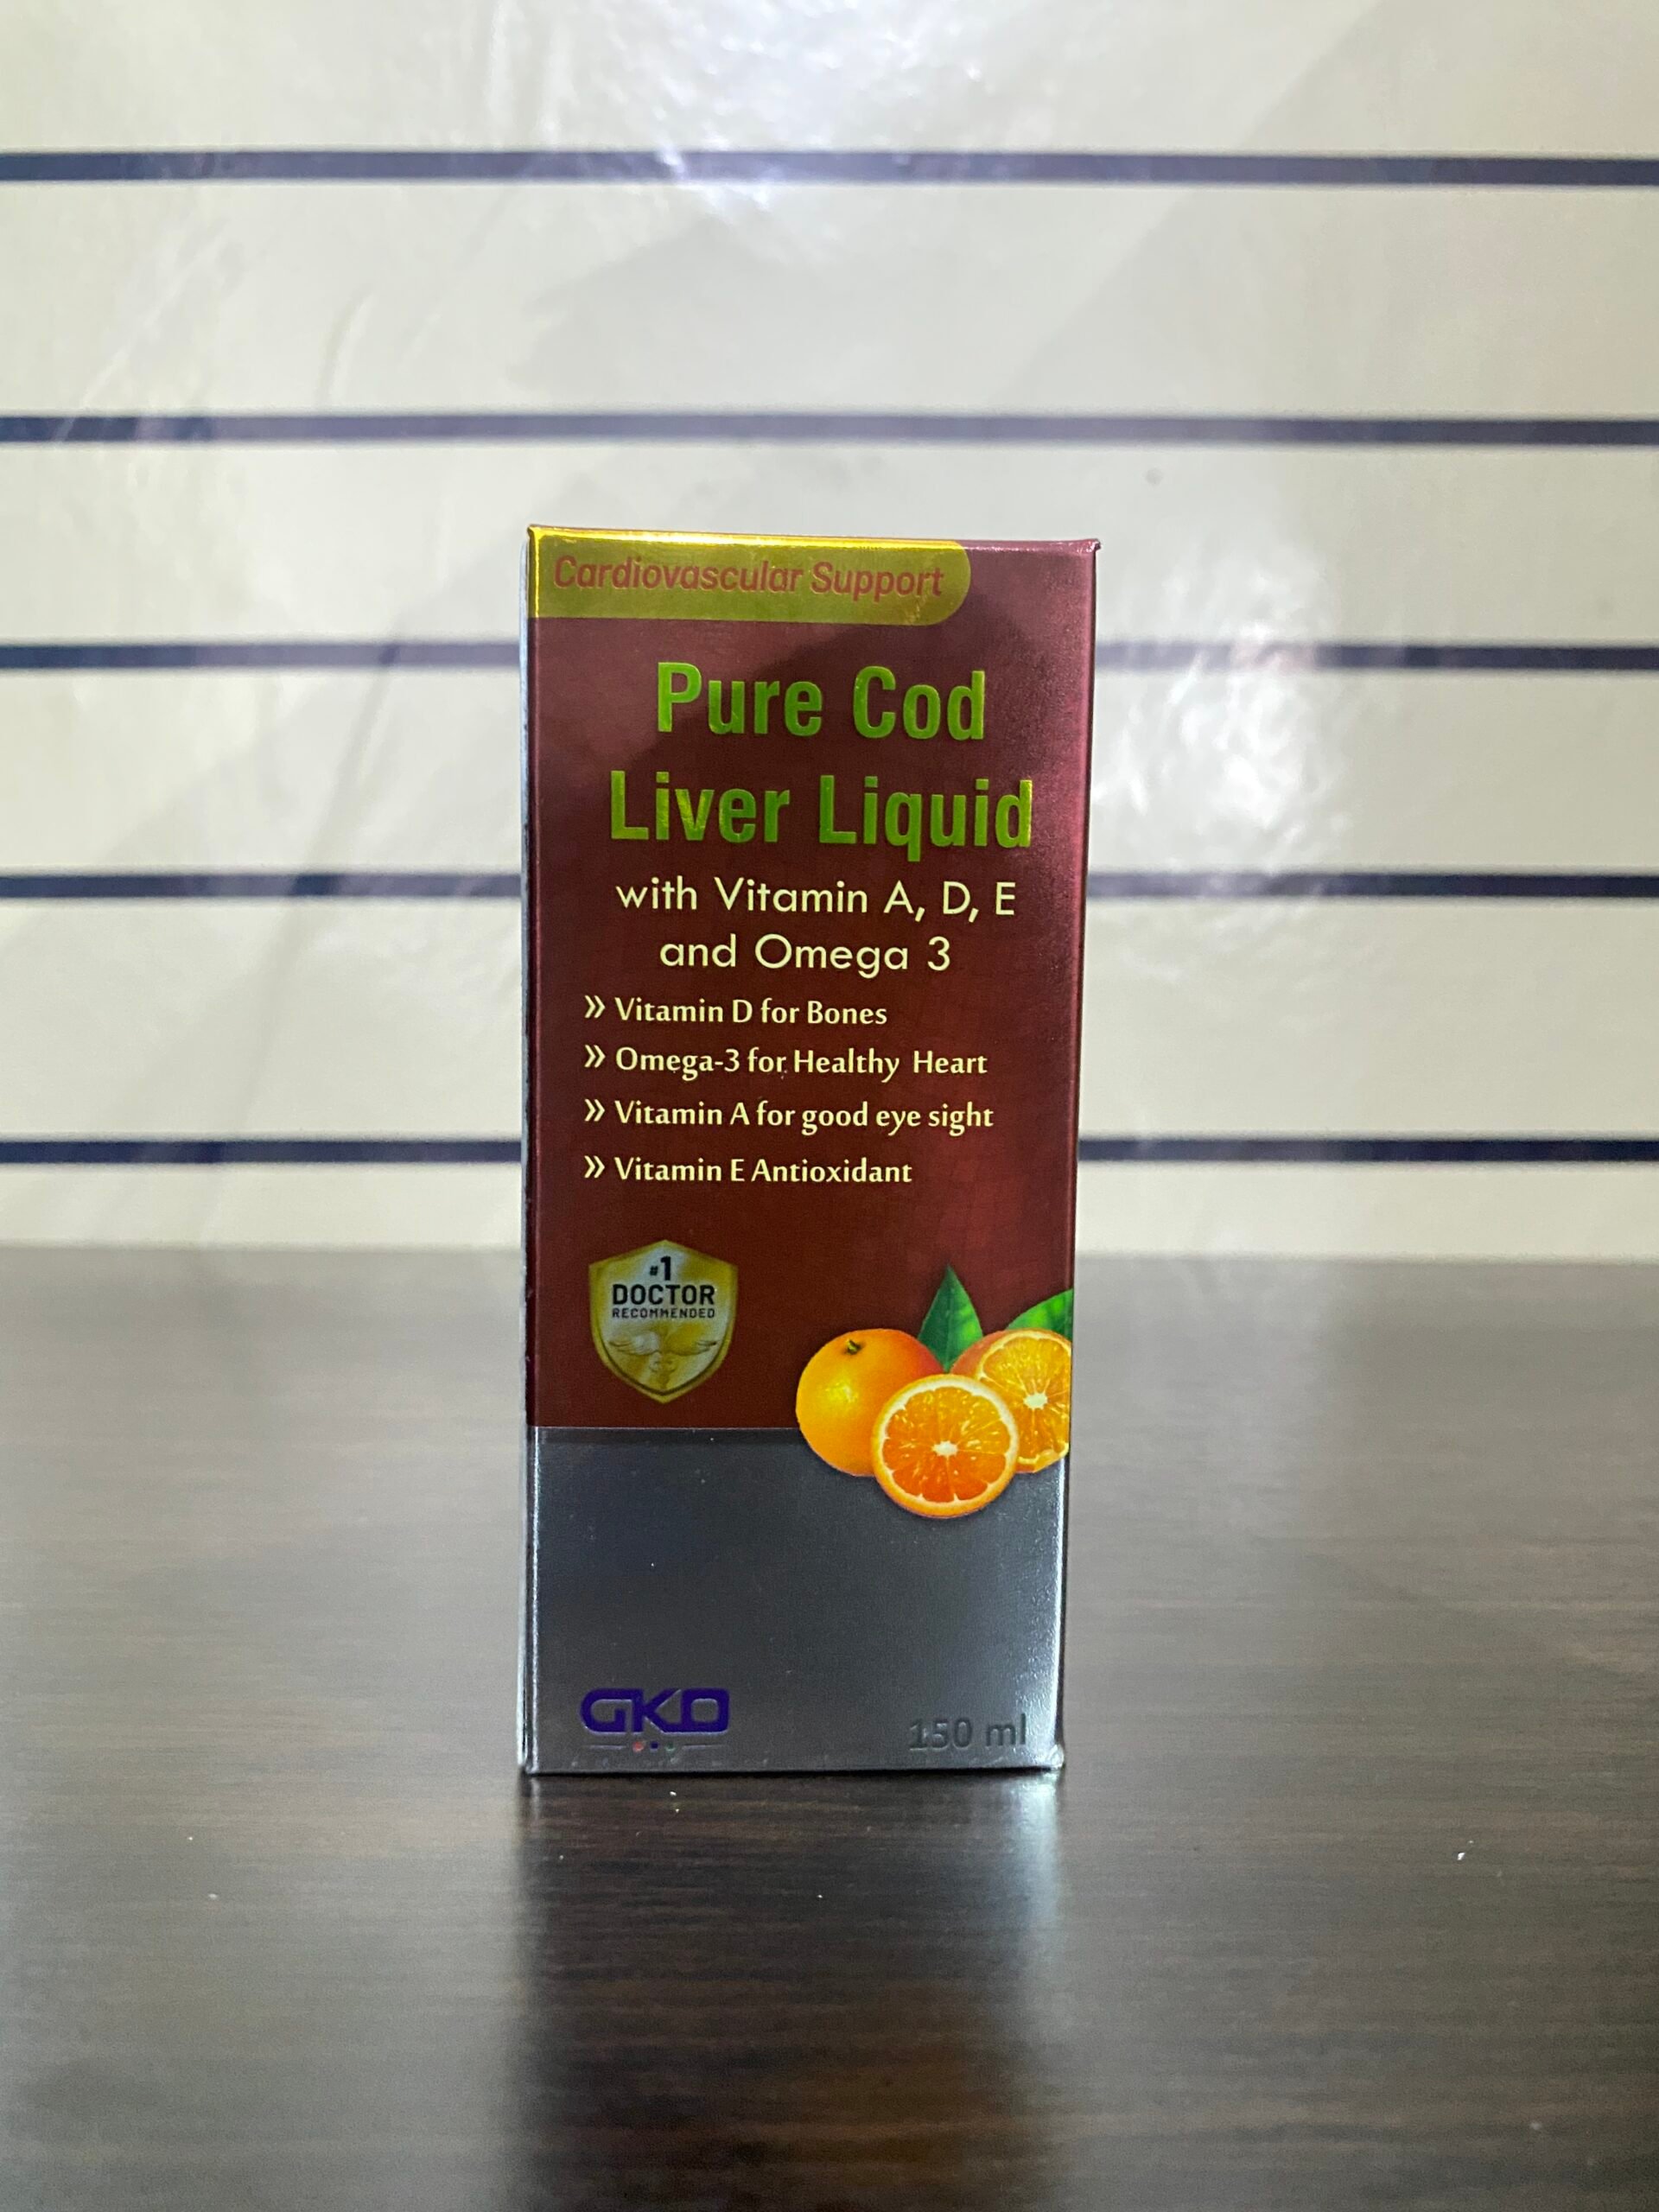 Cardiovascular Support
Pure Cod
Liver Liquid
with Vitamin A, D, E
and Omega 3
» Vitamin D for Bones
» Omega-3 for Healthy Heart
» Vitamin A for good eye sight
» Vitamin E Antioxidant
#1
DOCTOR
RECOMMENDED
GKD
150 ml